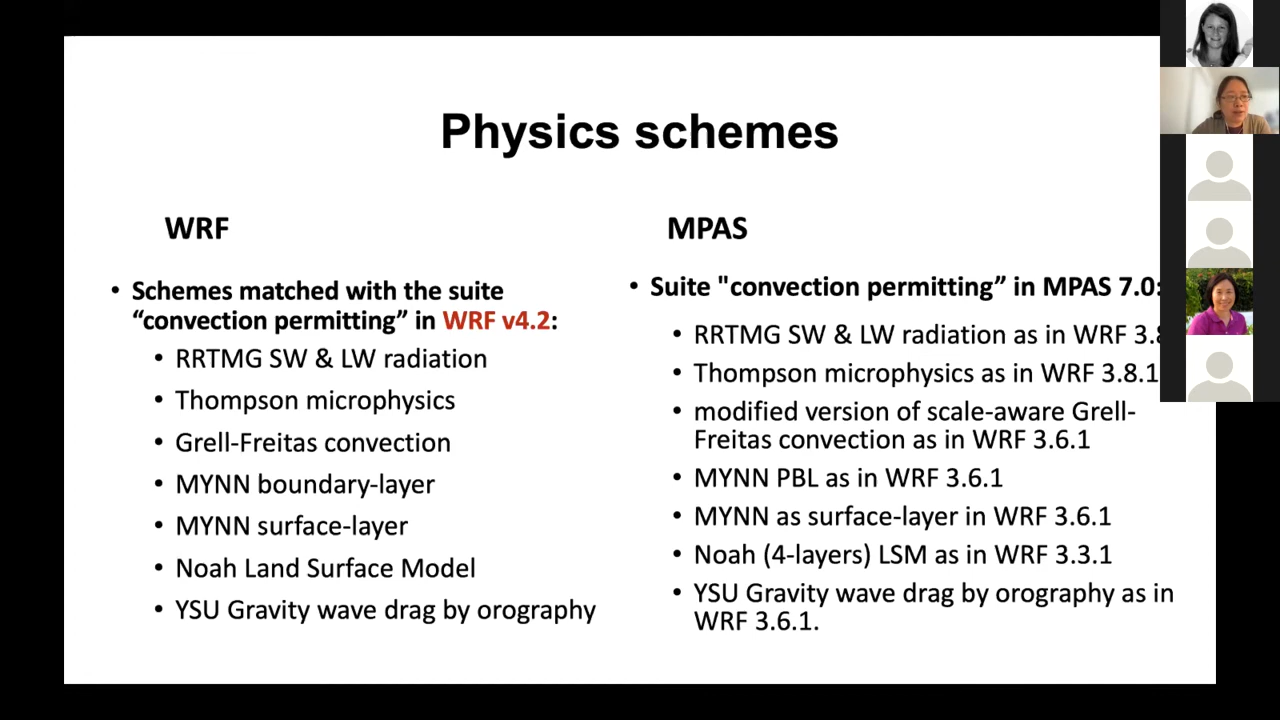 Physics schemes
WRF
• Schemes matched with the suite
“convection permitting” in WRF v4.2:
• RRTMG SW & LW radiation
• Thompson microphysics
• Grell-Freitas convection
• MYNN boundary-layer
• MYNN surface-layer
• Noah Land Surface Model
• YSU Gravity wave drag by orography
MPAS
• Suite "convection permitting” in MPAS 7.0:
• RRTMG SW & LW radiation as in WRF
• Thompson microphysics as in WRF 3.8.1
• modified version of scale-aware Grell-
Freitas convection as in WRF 3.6.1
• MYNN PBL as in WRF 3.6.1
• MYNN as surface-layer in WRF 3.6.1
• Noah (4-layers) LSM as in WRF 3.3.1
• YSU Gravity wave drag by orography as in
WRF 3.6.1.